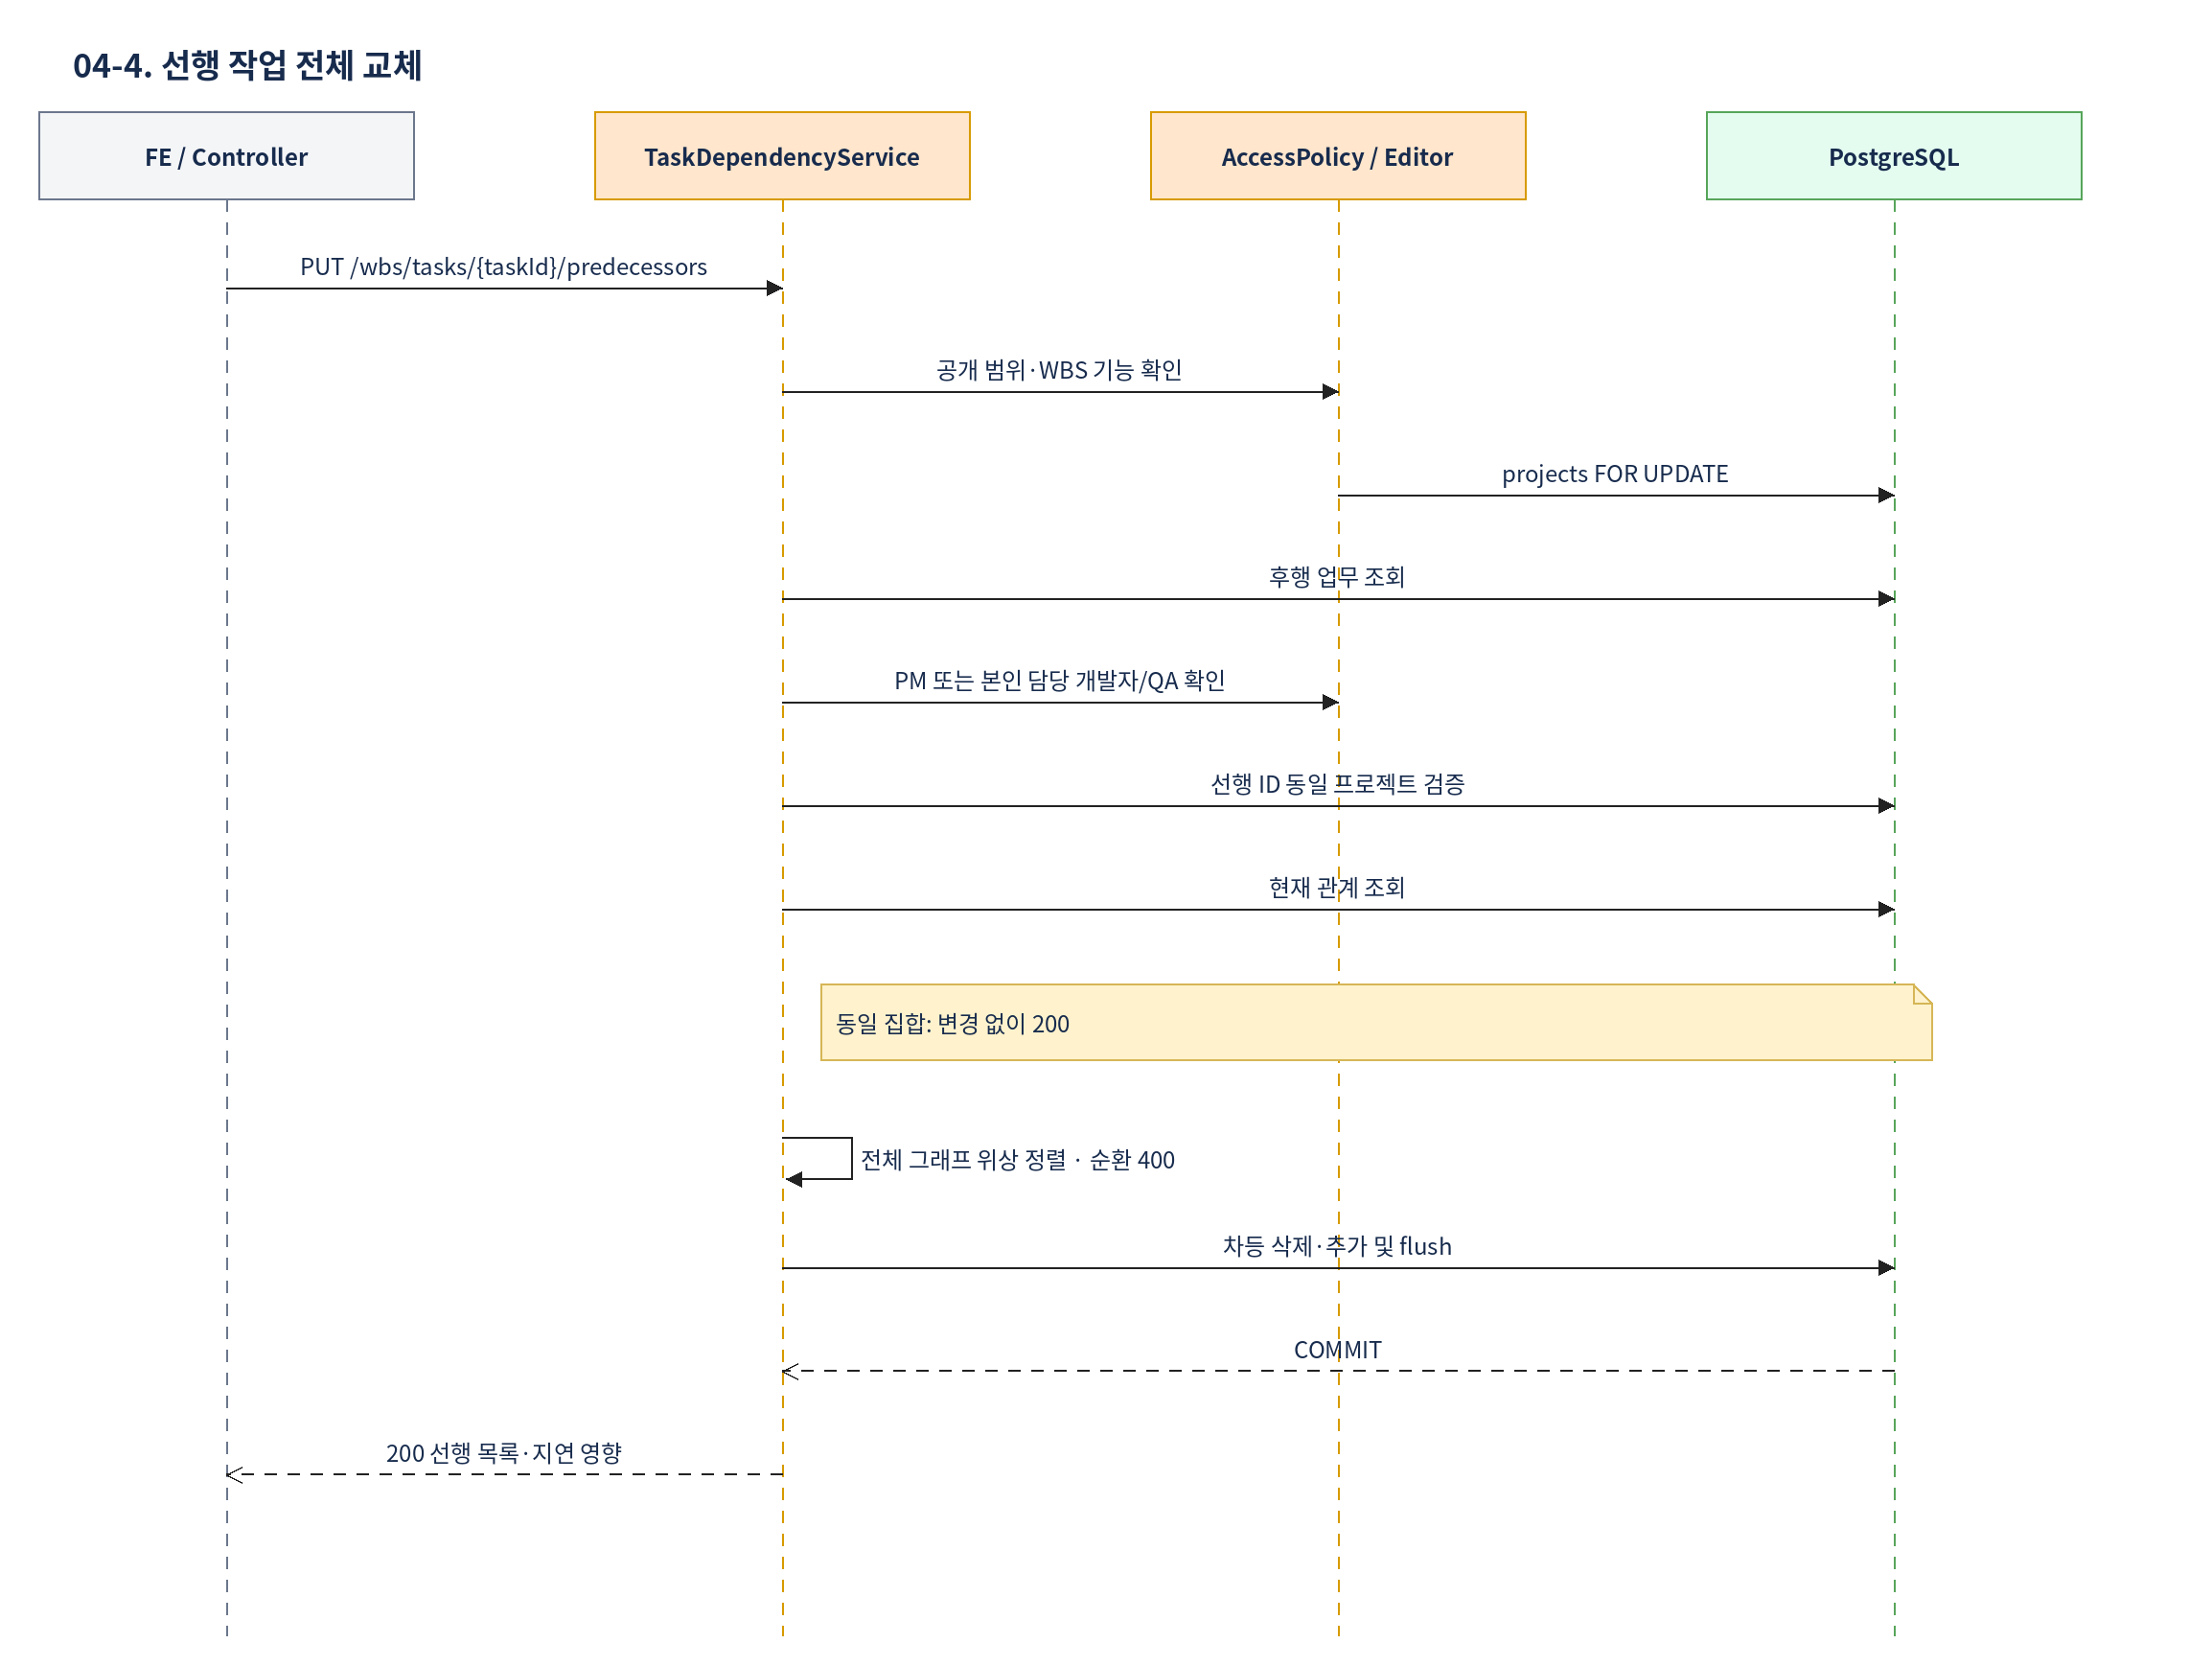 04-4. 선행 작업 전체 교체
FE / Controller
TaskDependencyService
AccessPolicy / Editor
PostgreSQL
PUT /wbs/tasks/{taskId}/predecessors
공개 범위·WBS 기능 확인
projects FOR UPDATE
후행 업무 조회
PM 또는 본인 담당 개발자/QA 확인
선행 ID 동일 프로젝트 검증
현재 관계 조회
동일 집합: 변경 없이 200
전체 그래프 위상 정렬 · 순환 400
차등 삭제·추가 및 flush
COMMIT
200 선행 목록·지연 영향